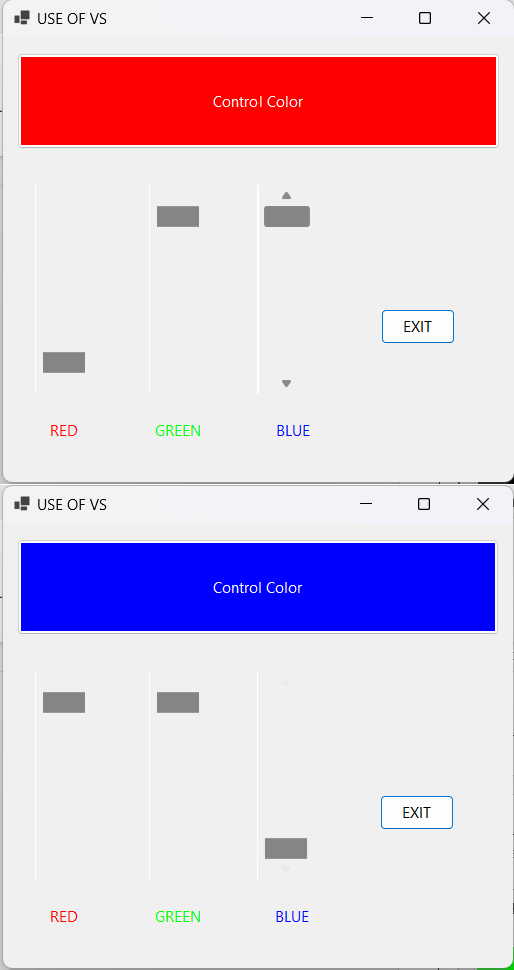 USE OF VS
Control Color
EXIT
RED GREEN BLUE
USE OF VS
Control Color
EXIT
RED GREEN BLUE